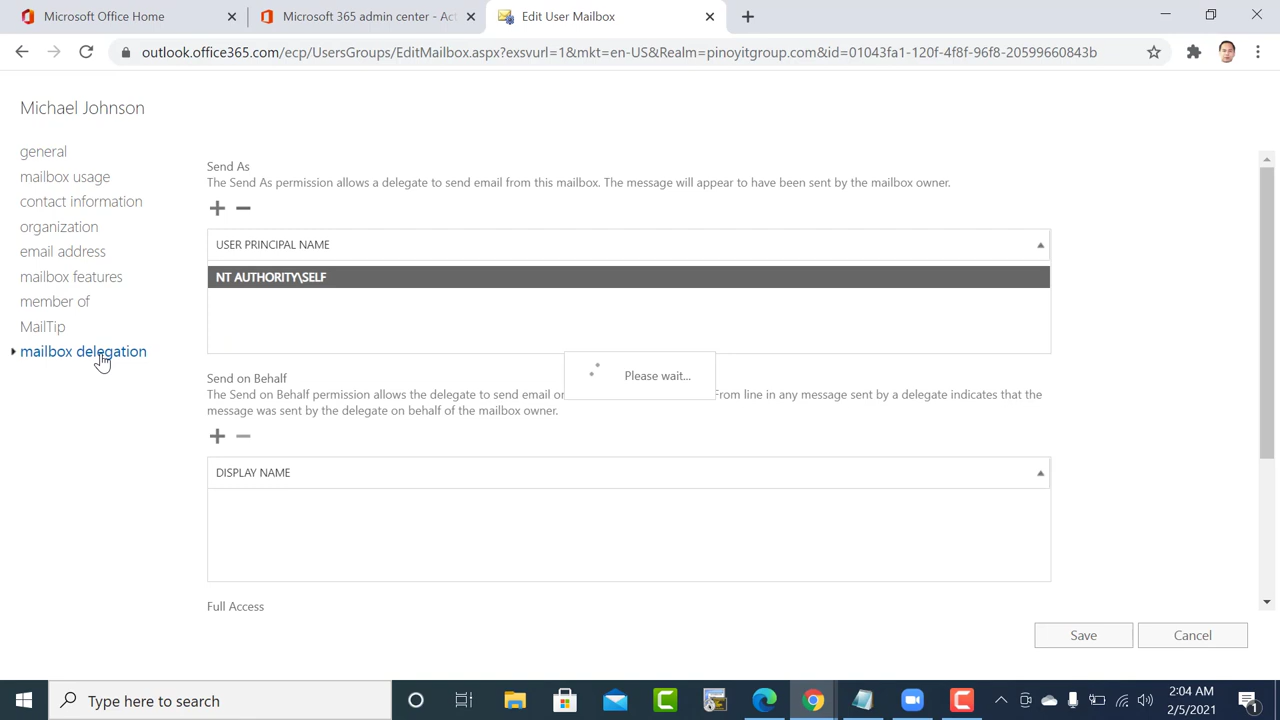 Microsoft Office Home
Microsoft 365 admin center - Act
Edit User Mailbox
outlook.office365.com/ecp/UsersGroups/EditMailbox.aspx?exsvurl=1&mkt=en-US&Realm=pinoyitgroup.com&id=01043fa1-120f-4f8f-96f8-20599660843b
Michael Johnson
general
mailbox usage
contact information
organization
email address
mailbox features
member of
MailTip
mailbox delegation
Send As
The Send As permission allows a delegate to send email from this mailbox. The message will appear to have been sent by the mailbox owner.
USER PRINCIPAL NAME
NT AUTHORITY\SELF
Please wait...
Send on Behalf
The Send on Behalf permission allows the delegate to send email on From line in any message sent by a delegate indicates that the
message was sent by the delegate on behalf of the mailbox owner.
DISPLAY NAME
Full Access
Save
Cancel
Type here to search
2:04 AM
2/5/2021
1